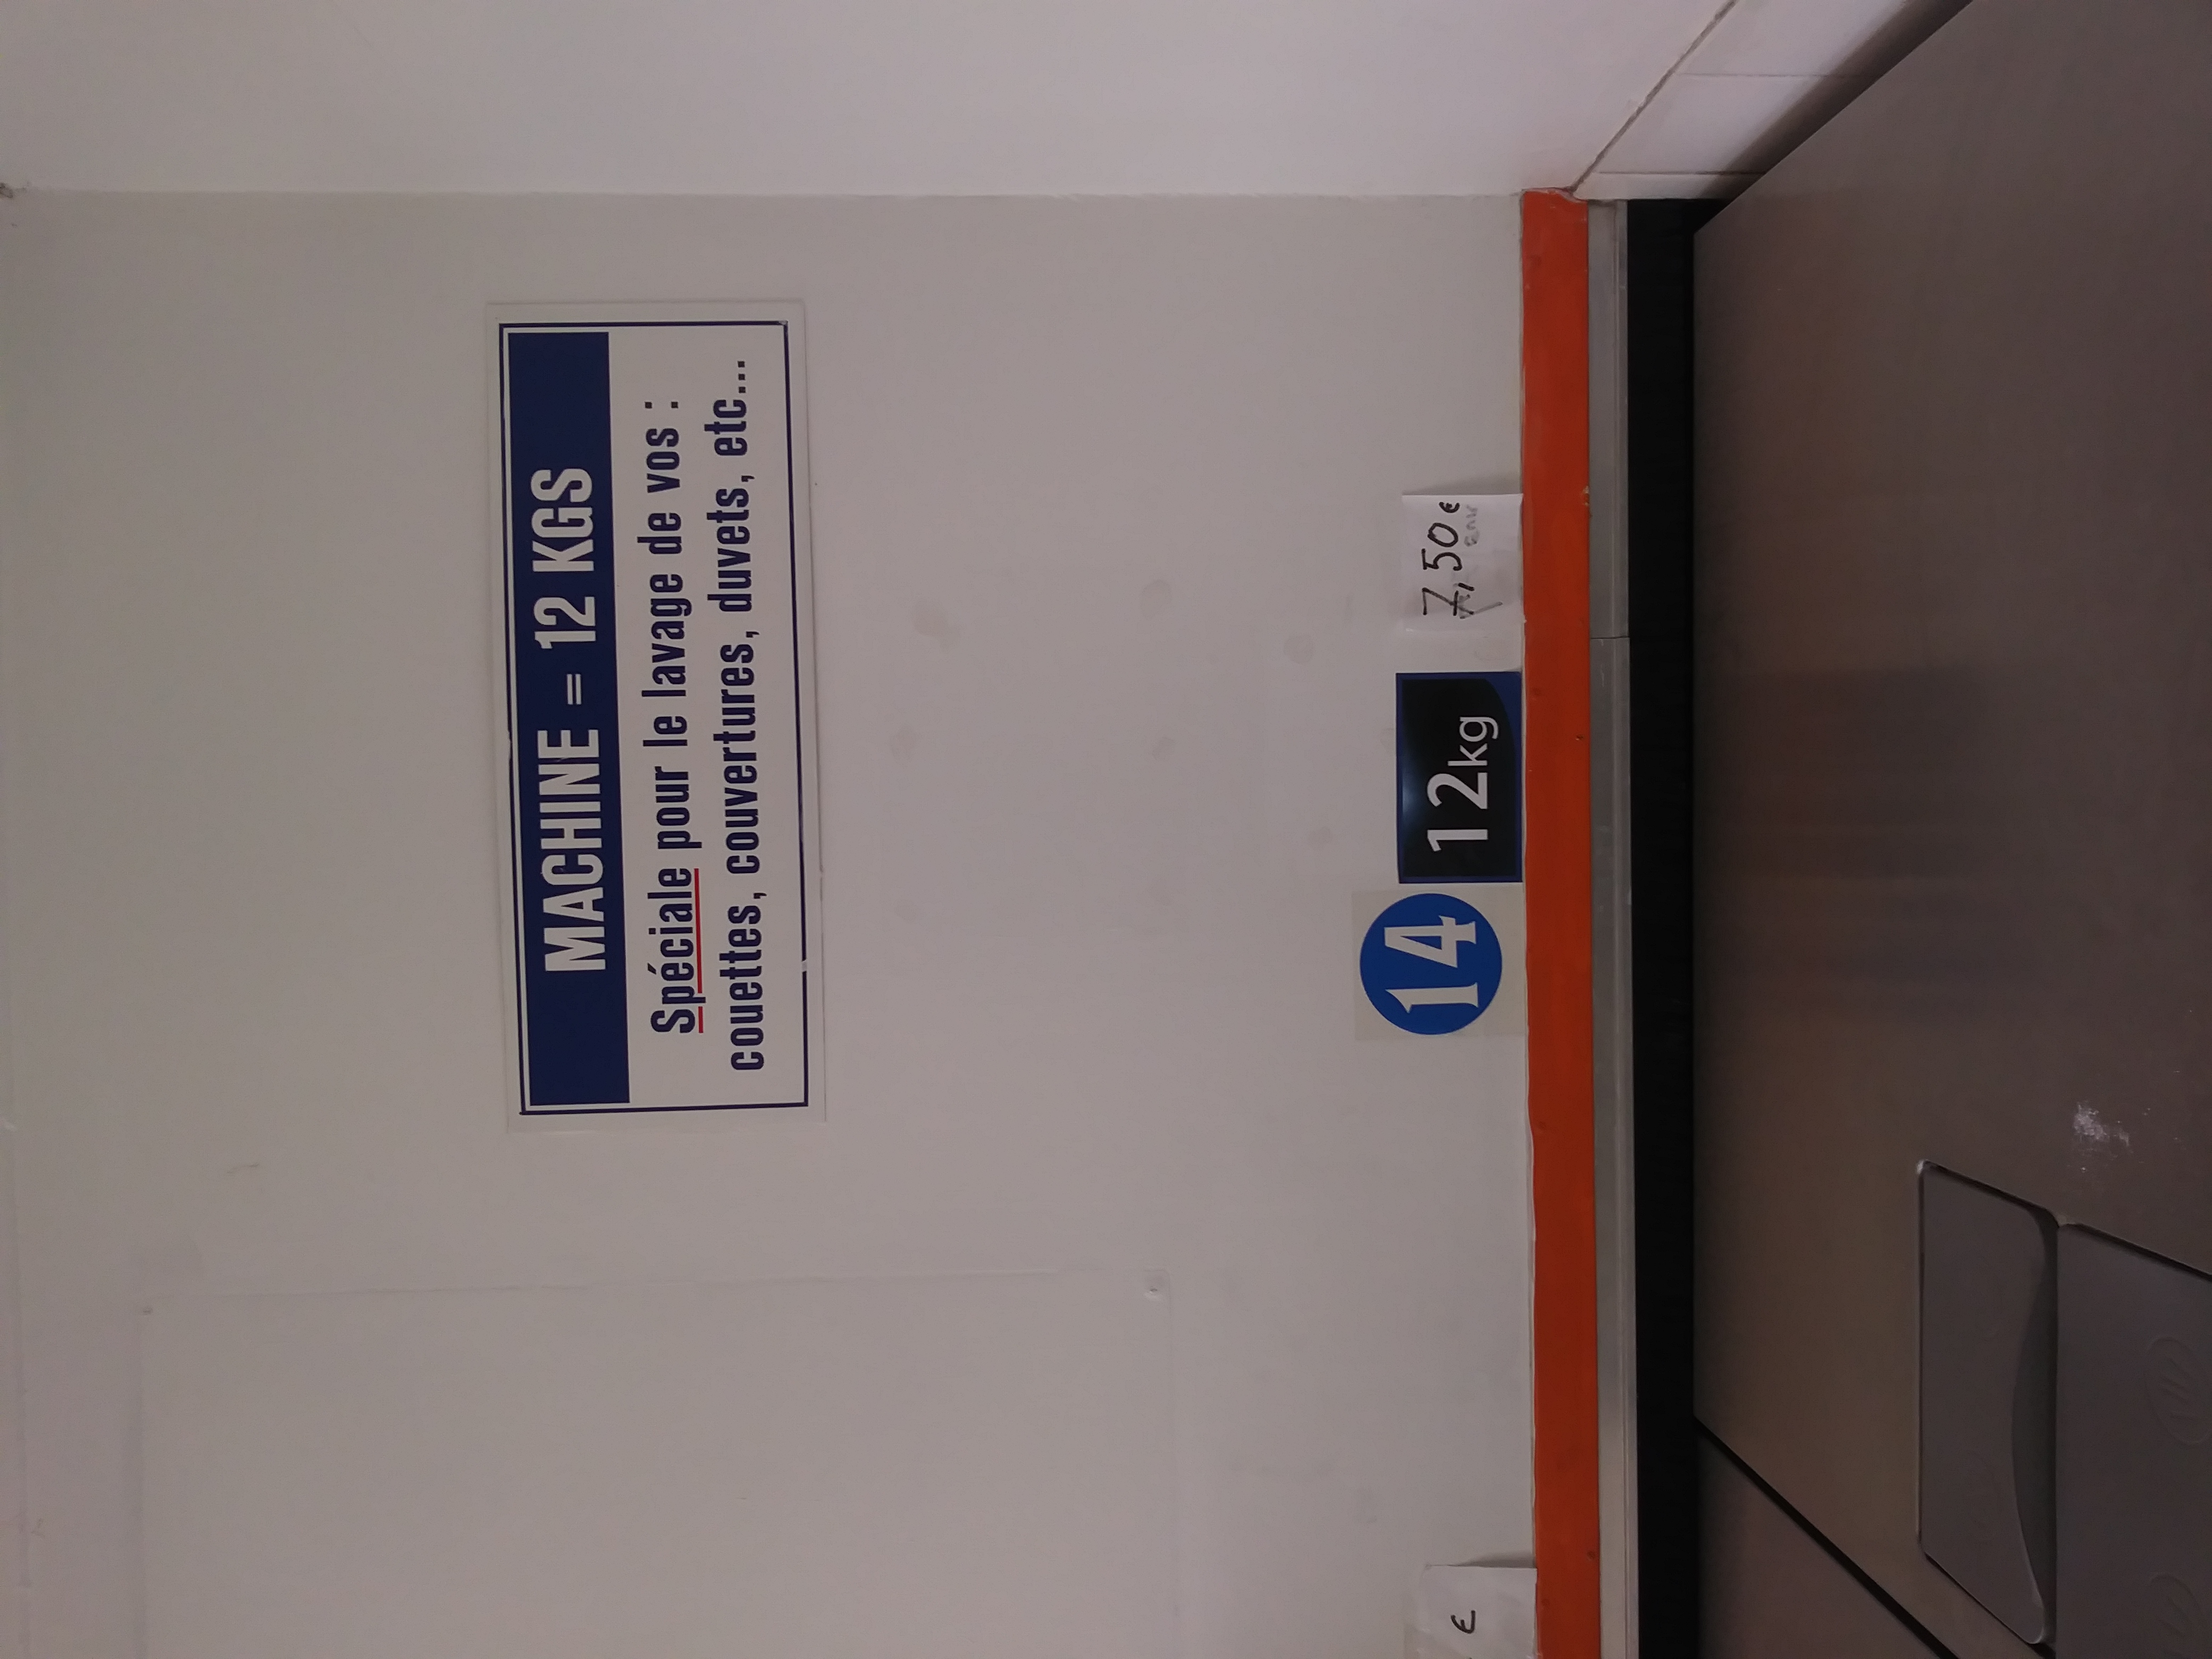 MACHINE = 12 KGS
Spéciale pour le lavage de vos :
couettes, couvertures, duvets, etc...
14
12kg
7,50€
€